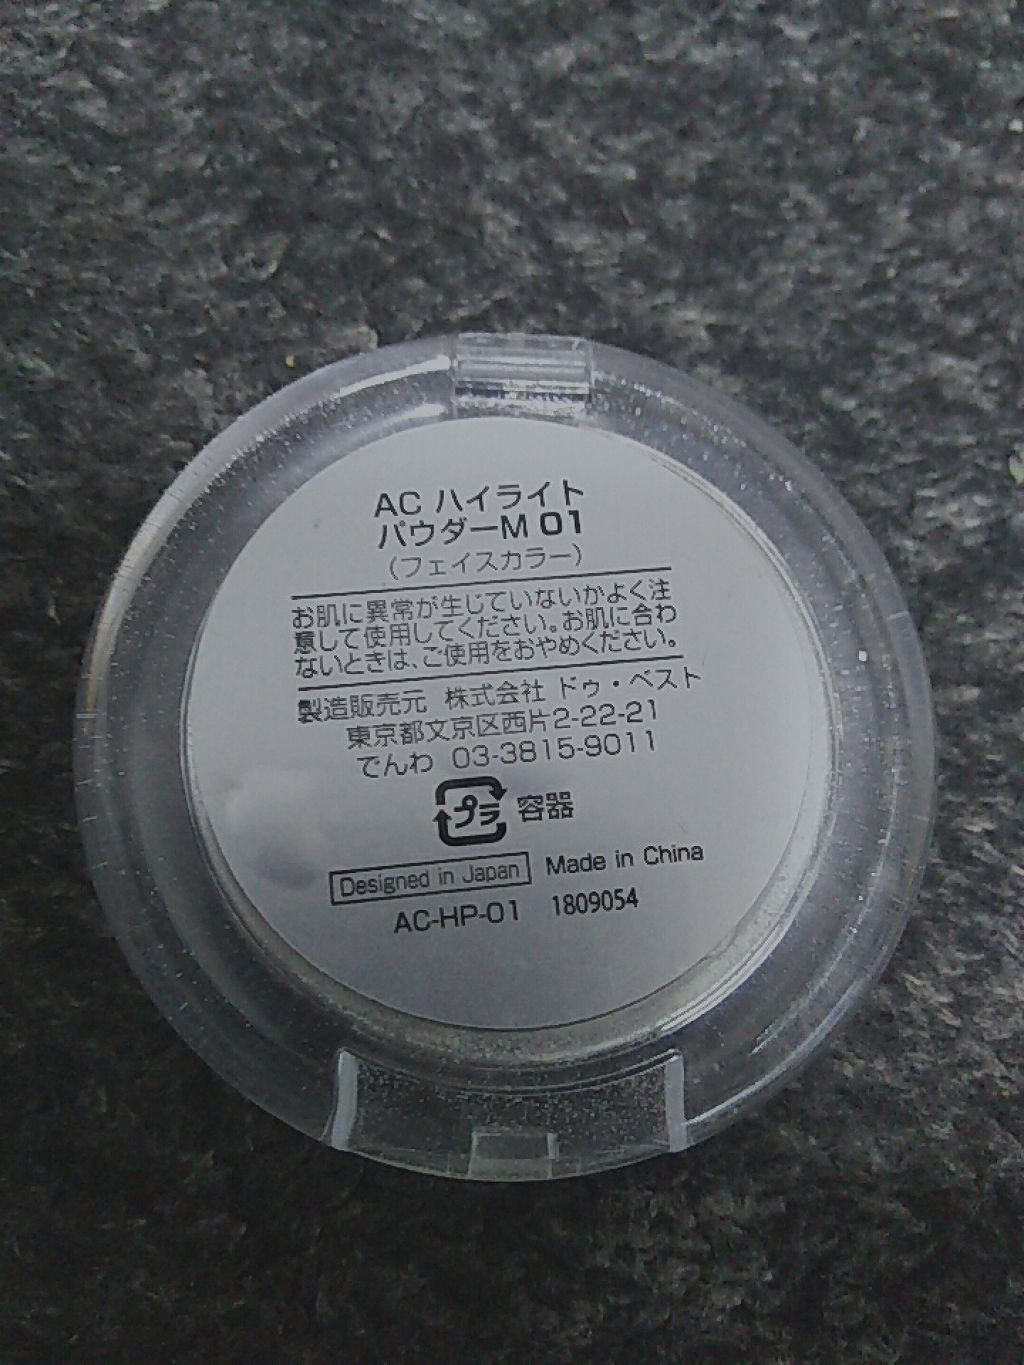 AC ハイライト
パウダーM 01
(フェイスカラー)
お肌に異常が生じていないかよく注
意して使用してください。お肌に合わ
ないときは、ご使用をおやめください。
製造販売元 株式会社 ドゥ・ベスト
東京都文京区西片2-22-21
でんわ 03-3815-9011
プラ 容器
Designed in Japan Made in China
AC-HP-01 1809054